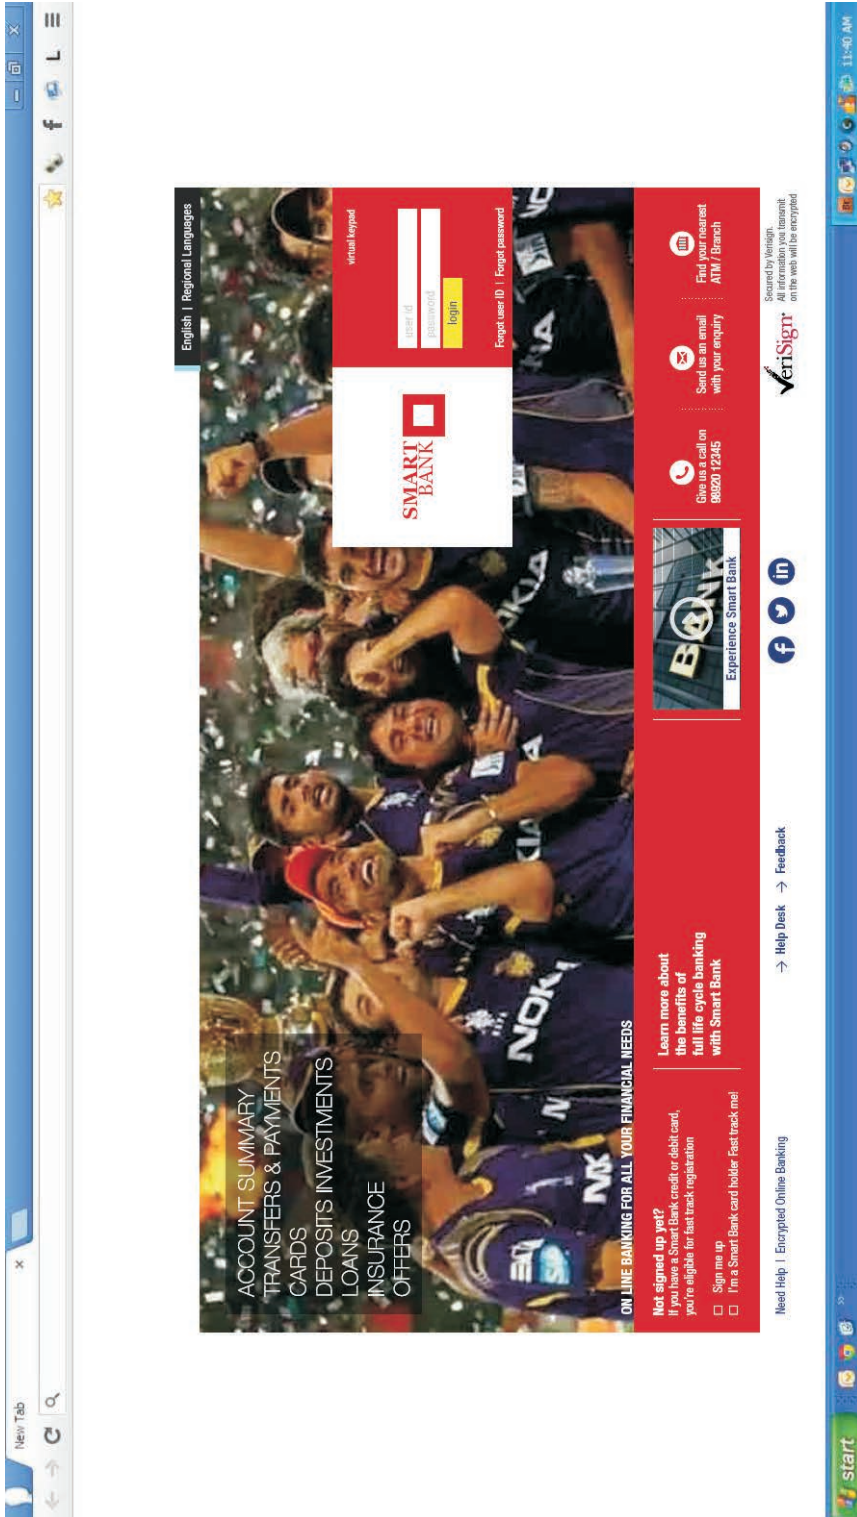 New Tab
L
English | Regional Languages
ACCOUNT SUMMARY
TRANSFERS & PAYMENTS
CARDS
DEPOSITS INVESTMENTS
LOANS
INSURANCE
OFFERS
SMART
BANK
virtual keypad
user id
password
login
Forgot user ID | Forgot password
NOKIA
ON LINE BANKING FOR ALL YOUR FINANCIAL NEEDS
Not signed up yet?
If you have a Smart Bank credit or debit card,
you're eligible for fast track registration
Sign me up
I'm a Smart Bank card holder Fast track me!
Learn more about
the benefits of
full life cycle banking
with Smart Bank
BANK
Experience Smart Bank
Give us a call on
98920 12345
Send us an email
with your enquiry
Find your nearest
ATM / Branch
Need Help | Encrypted Online Banking
→ Help Desk → Feedback
f in
VeriSign
Secured by Verisign.
All information you transmit
on the web will be encrypted
start
11:40 AM